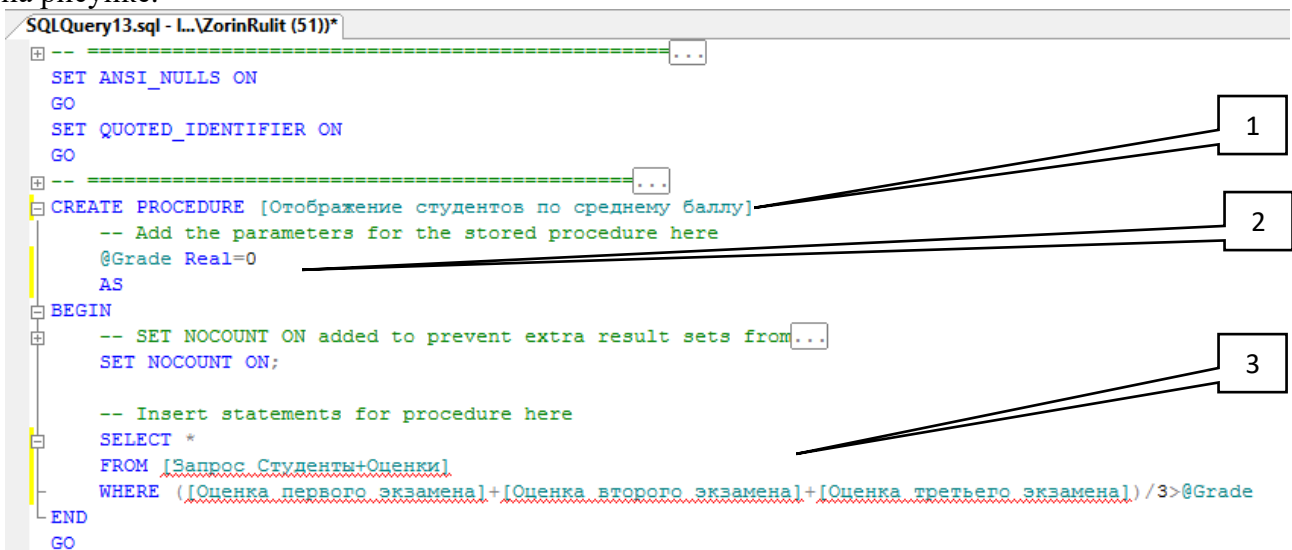 на рисунке.
SQLQuery13.sql - l...\ZorinRulit (51))*
-- ==================================================...
SET ANSI_NULLS ON
GO
SET QUOTED_IDENTIFIER ON
GO
1
-- ===============================================...
CREATE PROCEDURE [Отображение студентов по среднему баллу]
2
-- Add the parameters for the stored procedure here
@Grade Real=0
AS
BEGIN
-- SET NOCOUNT ON added to prevent extra result sets from...
SET NOCOUNT ON;
3
-- Insert statements for procedure here
SELECT *
FROM [Запрос Студенты+Оценки]
WHERE ([Оценка первого экзамена]+[Оценка второго экзамена]+[Оценка третьего экзамена])/3>@Grade
END
GO